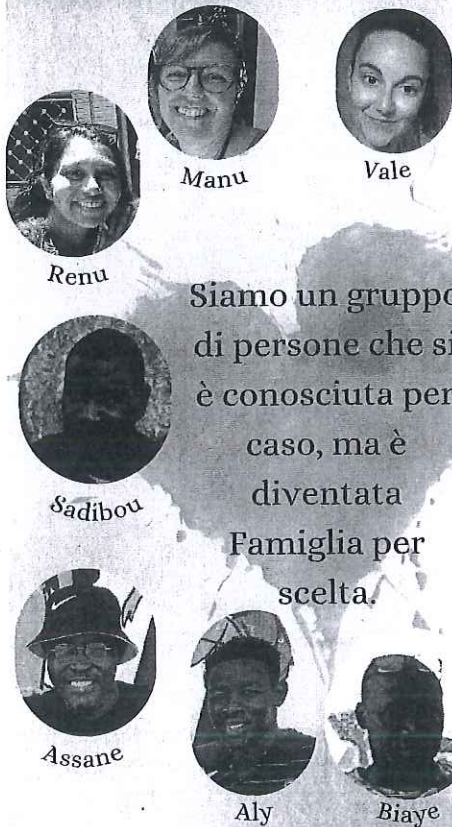 Manu
Vale
Renu
Siamo un gruppo
di persone che si
è conosciuta per
caso, ma è
diventata
Famiglia per
scelta.
Sadibou
Assane
Aly
Biaye